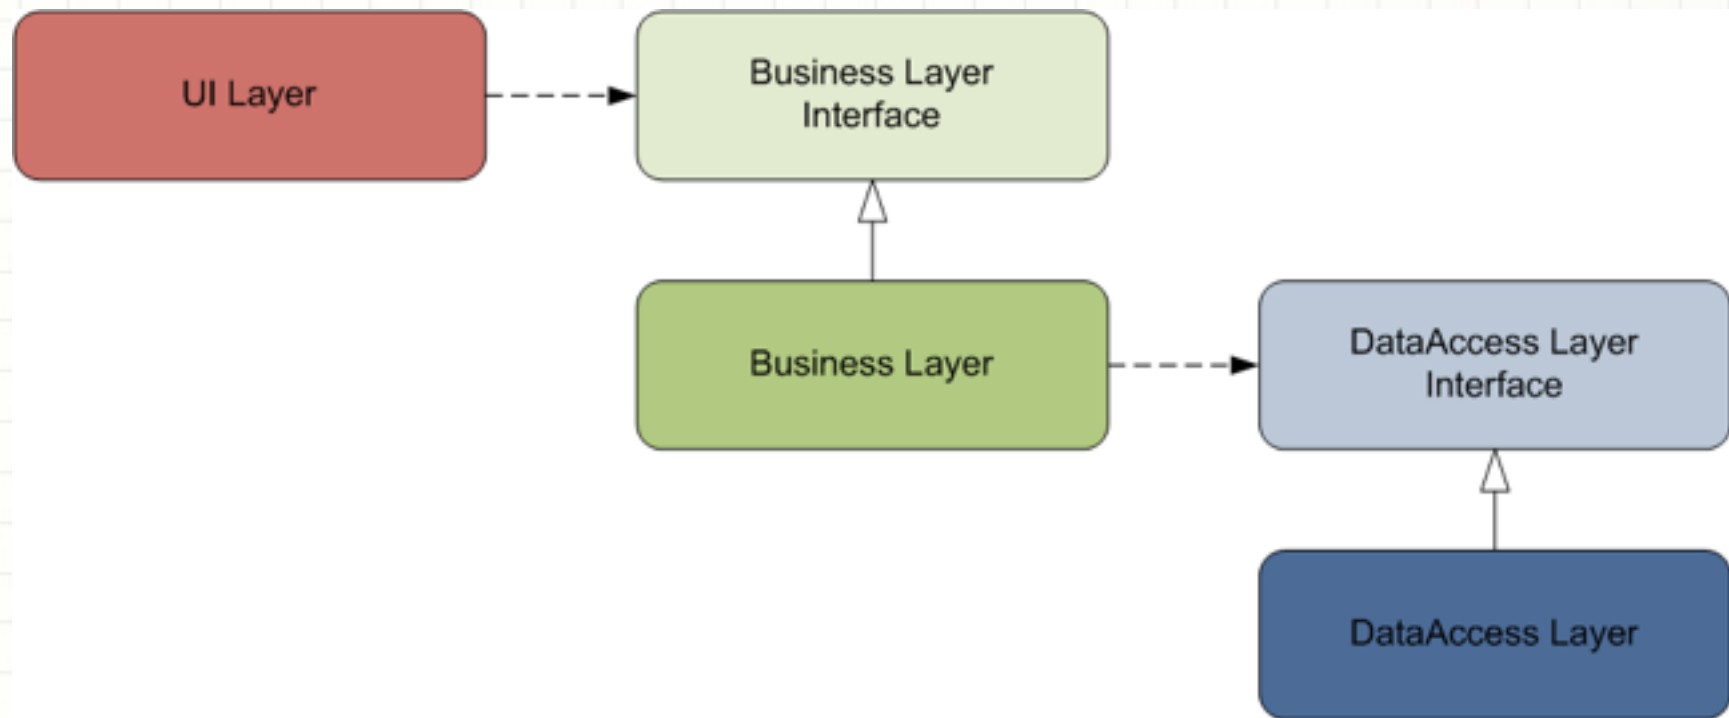 UI Layer
Business Layer
Interface
Business Layer
DataAccess Layer
Interface
DataAccess Layer